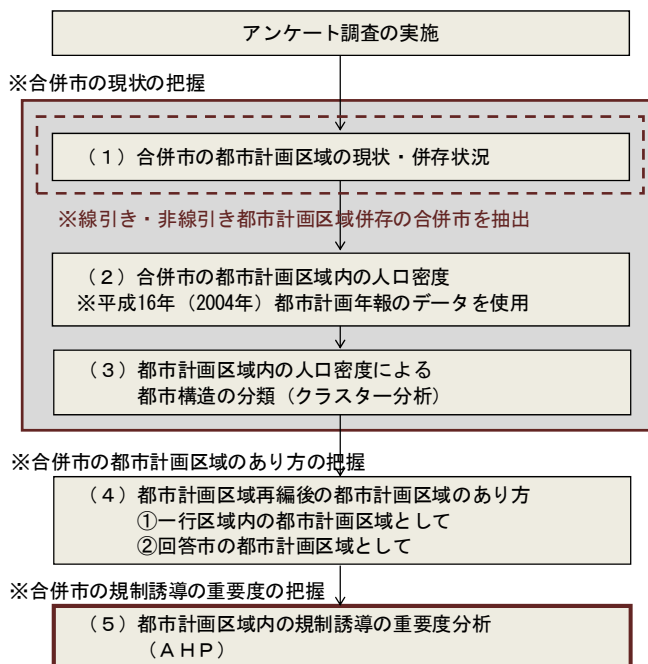 アンケート調査の実施
※合併市の現状の把握
（１）合併市の都市計画区域の現状・併存状況
※線引き・非線引き都市計画区域併存の合併市を抽出
（２）合併市の都市計画区域内の人口密度
※平成16年（2004年）都市計画年報のデータを使用
（３）都市計画区域内の人口密度による
都市構造の分類（クラスター分析）
※合併市の都市計画区域のあり方の把握
（４）都市計画区域再編後の都市計画区域のあり方
①一行区域内の都市計画区域として
②回答市の都市計画区域として
※合併市の規制誘導の重要度の把握
（５）都市計画区域内の規制誘導の重要度分析
（ＡＨＰ）